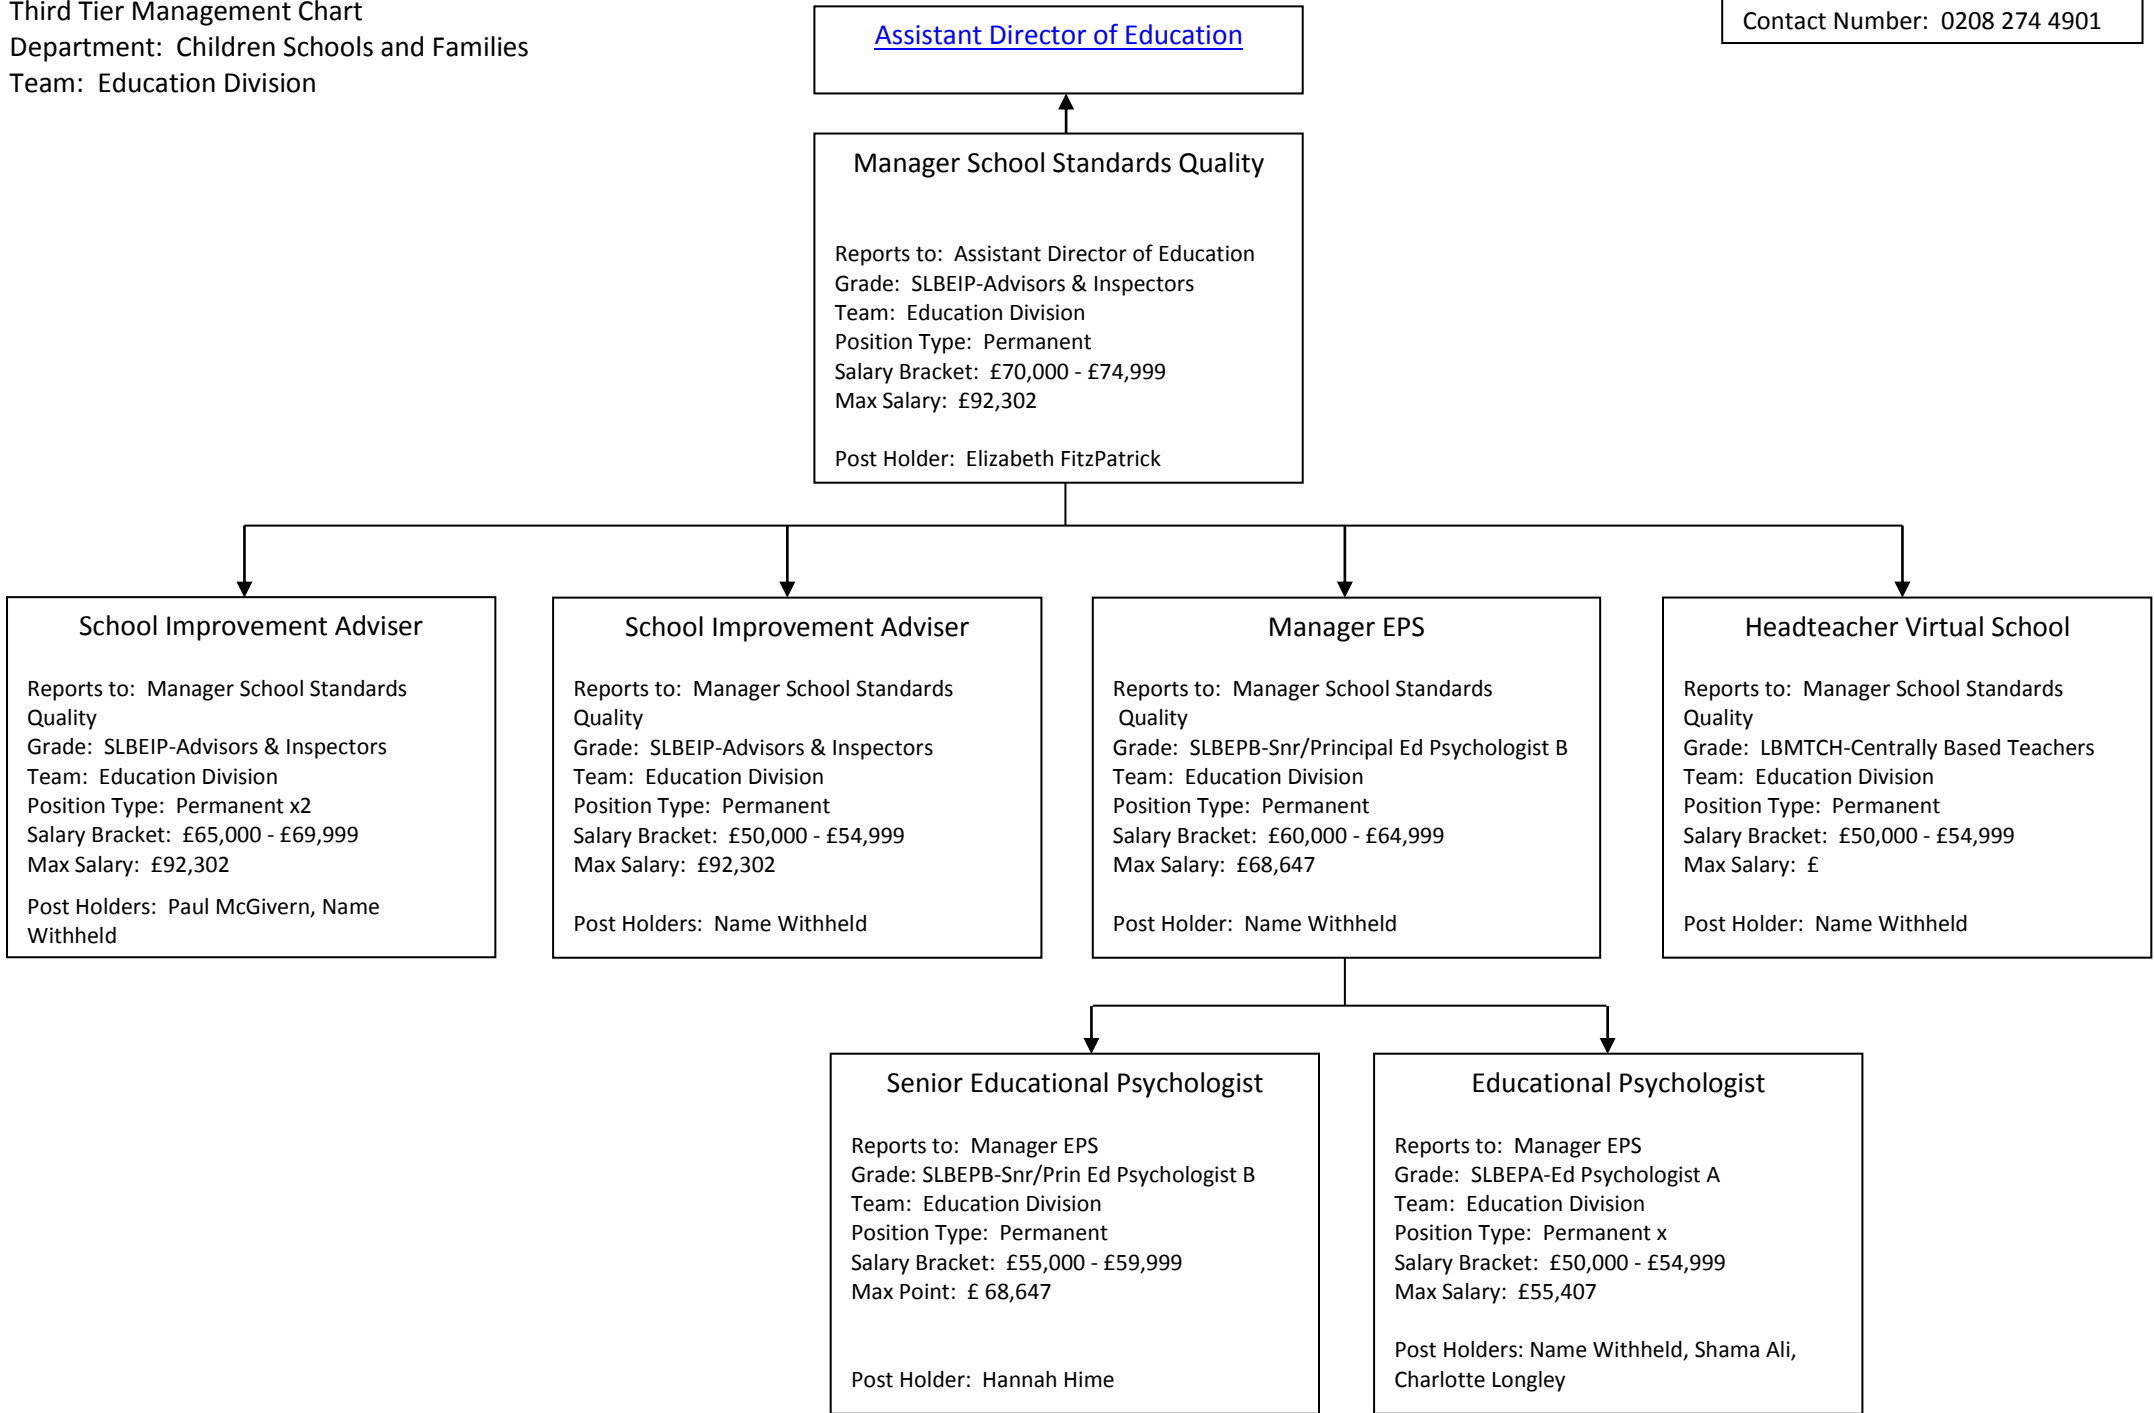 Third Tier Management Chart
Department:  Children Schools and Families
Team:  Education Division
Assistant Director of Education
Contact Number:  0208 274 4901
Manager School Standards Quality
Reports to:  Assistant Director of Education
Grade:  SLBEIP-Advisors & Inspectors
Team:  Education Division
Position Type:  Permanent
Salary Bracket:  £70,000 - £74,999
Max Salary:  £92,302
Post Holder:  Elizabeth FitzPatrick
School Improvement Adviser
Reports to:  Manager School Standards
Quality
Grade:  SLBEIP-Advisors & Inspectors
Team:  Education Division
Position Type:  Permanent x2
Salary Bracket:  £65,000 - £69,999
Max Salary:  £92,302
Post Holders:  Paul McGivern, Name
Withheld
School Improvement Adviser
Reports to:  Manager School Standards
Quality
Grade:  SLBEIP-Advisors & Inspectors
Team:  Education Division
Position Type:  Permanent
Salary Bracket:  £50,000 - £54,999
Max Salary:  £92,302
Post Holders:  Name Withheld
Manager EPS
Reports to:  Manager School Standards
Quality
Grade:  SLBEPB-Snr/Principal Ed Psychologist B
Team:  Education Division
Position Type:  Permanent
Salary Bracket:  £60,000 - £64,999
Max Salary:  £68,647
Post Holder:  Name Withheld
Headteacher Virtual School
Reports to:  Manager School Standards
Quality
Grade:  LBMTCH-Centrally Based Teachers
Team:  Education Division
Position Type:  Permanent
Salary Bracket:  £50,000 - £54,999
Max Salary:  £
Post Holder:  Name Withheld
Senior Educational Psychologist
Reports to:  Manager EPS
Grade: SLBEPB-Snr/Prin Ed Psychologist B
Team:  Education Division
Position Type:  Permanent
Salary Bracket:  £55,000 - £59,999
Max Point:  £ 68,647
Post Holder:  Hannah Hime
Educational Psychologist
Reports to:  Manager EPS
Grade:  SLBEPA-Ed Psychologist A
Team:  Education Division
Position Type:  Permanent x
Salary Bracket:  £50,000 - £54,999
Max Salary:  £55,407
Post Holders: Name Withheld, Shama Ali,
Charlotte Longley